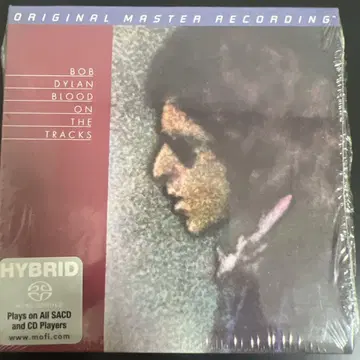 ORIGINAL MASTER RECORDING™
BOB
DYLAN
BLOOD
ON
THE
TRACKS
HYBRID
Plays on All SACD
and CD Players
www.mofi.com